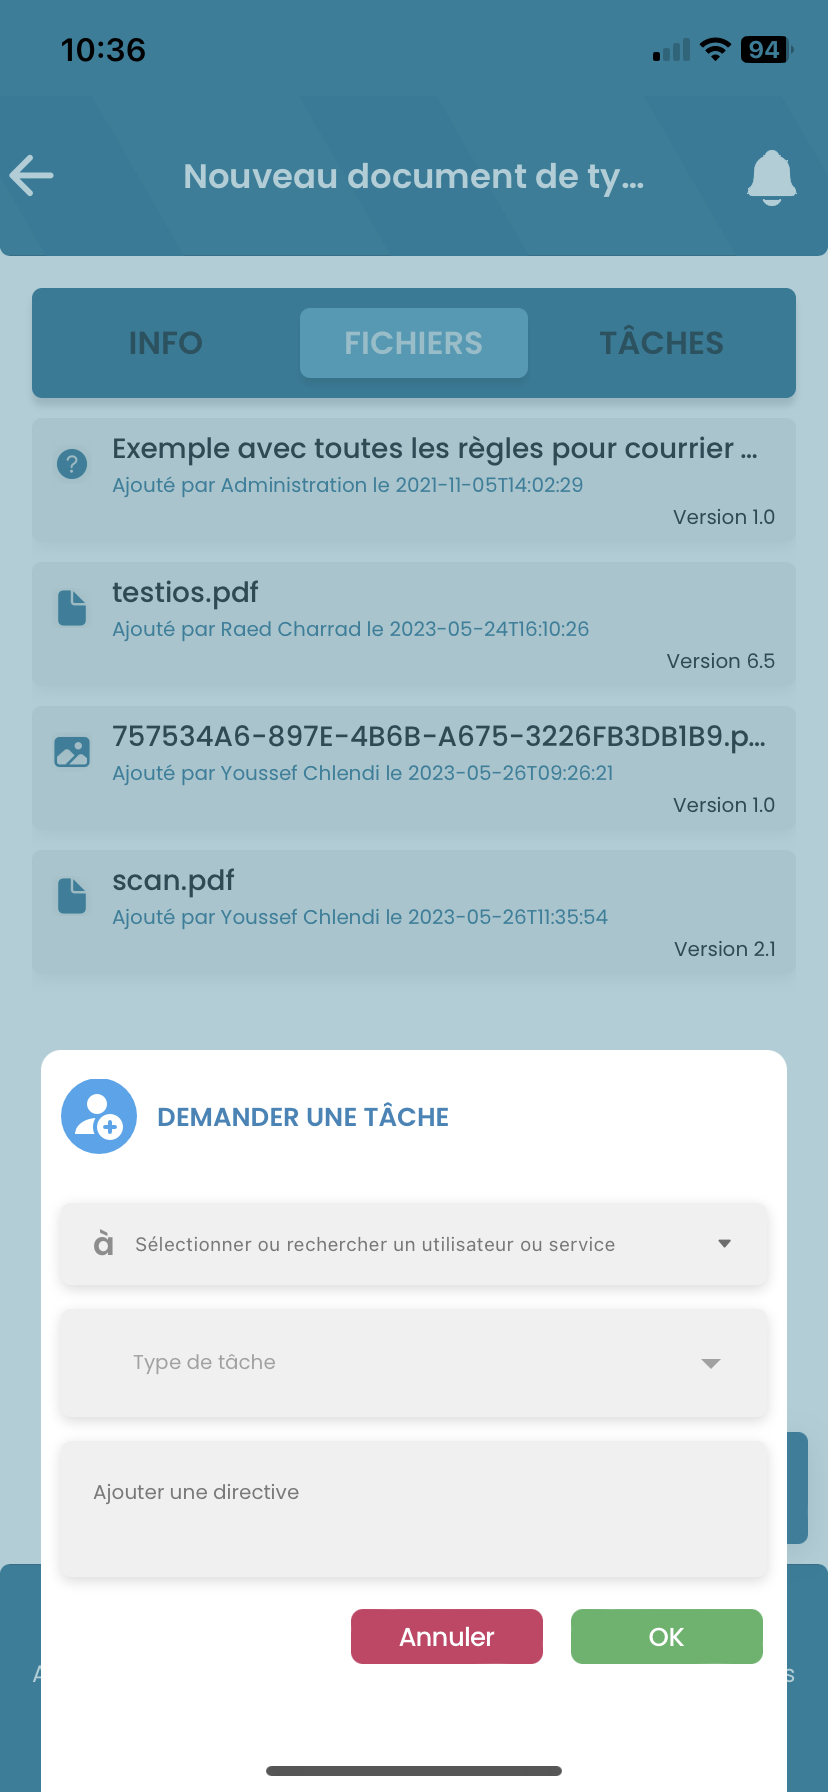 10:36
94
Nouveau document de ty...
INFO
FICHIERS
TÂCHES
Exemple avec toutes les règles pour courrier ...
?
Ajouté par Administration le 2021-11-05T14:02:29
Version 1.0
testios.pdf
Ajouté par Raed Charrad le 2023-05-24T16:10:26
Version 6.5
757534A6-897E-4B6B-A675-3226FB3DB1B9.p...
Ajouté par Youssef Chlendi le 2023-05-26T09:26:21
Version 1.0
scan.pdf
Ajouté par Youssef Chlendi le 2023-05-26T11:35:54
Version 2.1
DEMANDER UNE TÂCHE
à Sélectionner ou rechercher un utilisateur ou service
Type de tâche
Ajouter une directive
Annuler
OK